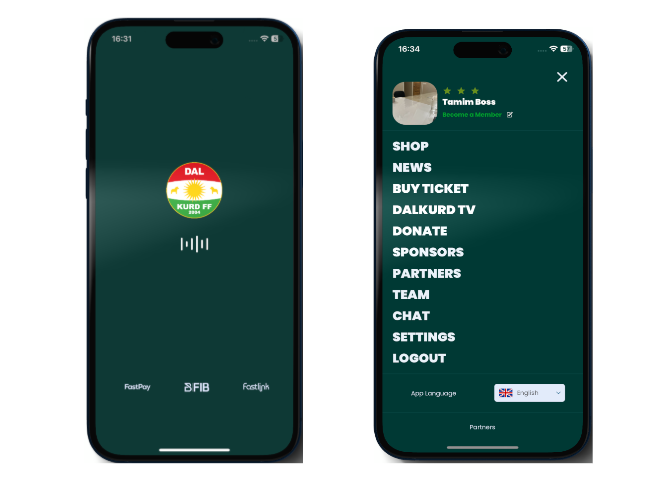 16:31
DAL
KURD FF
2004
FastPay
FIB
Fastlink
16:34
Tamim Boss
Become a Member
SHOP
NEWS
BUY TICKET
DALKURD TV
DONATE
SPONSORS
PARTNERS
TEAM
CHAT
SETTINGS
LOGOUT
App Language
English
Partners